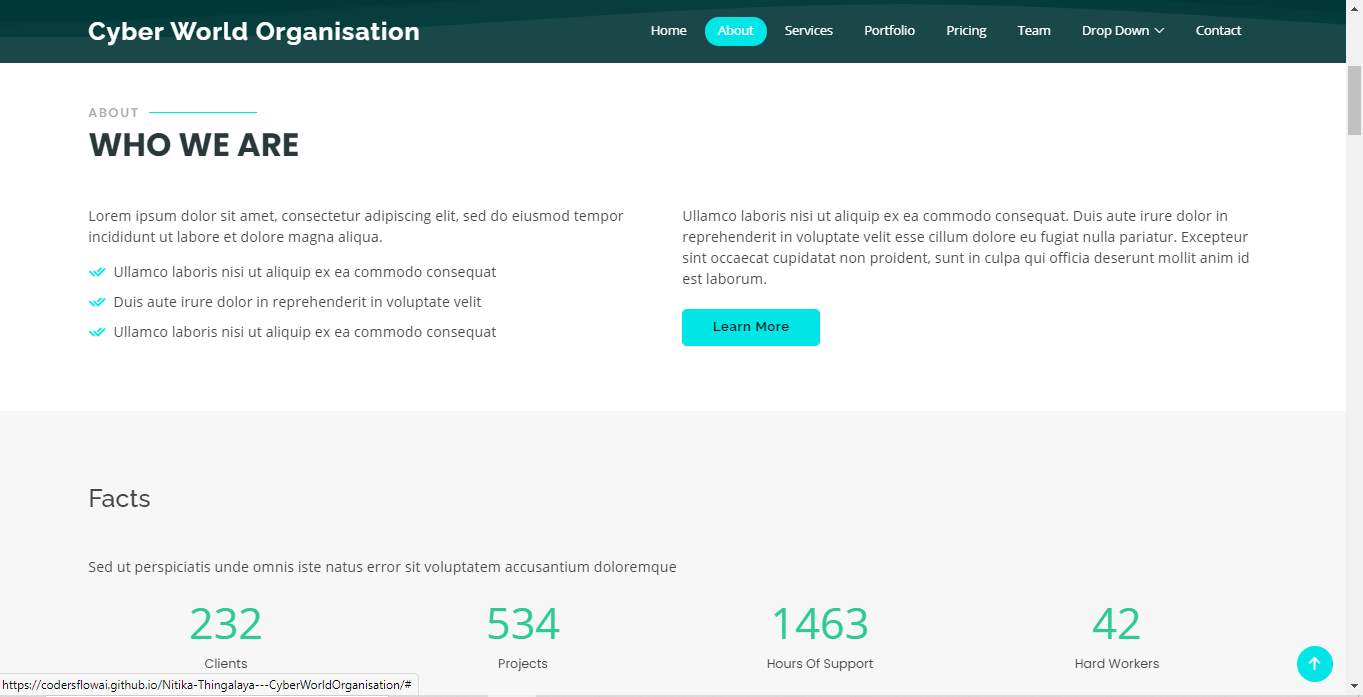 Cyber World Organisation
Home About Services Portfolio Pricing Team Drop Down Contact
ABOUT
WHO WE ARE
Lorem ipsum dolor sit amet, consectetur adipiscing elit, sed do eiusmod tempor
incididunt ut labore et dolore magna aliqua.
Ullamco laboris nisi ut aliquip ex ea commodo consequat
Duis aute irure dolor in reprehenderit in voluptate velit
Ullamco laboris nisi ut aliquip ex ea commodo consequat
Ullamco laboris nisi ut aliquip ex ea commodo consequat. Duis aute irure dolor in
reprehenderit in voluptate velit esse cillum dolore eu fugiat nulla pariatur. Excepteur
sint occaecat cupidatat non proident, sunt in culpa qui officia deserunt mollit anim id
est laborum.
Learn More
Facts
Sed ut perspiciatis unde omnis iste natus error sit voluptatem accusantium doloremque
232 534 1463 42
Clients Projects Hours Of Support Hard Workers
https://codersflowai.github.io/Nitika-Thingalaya---CyberWorldOrganisation/#